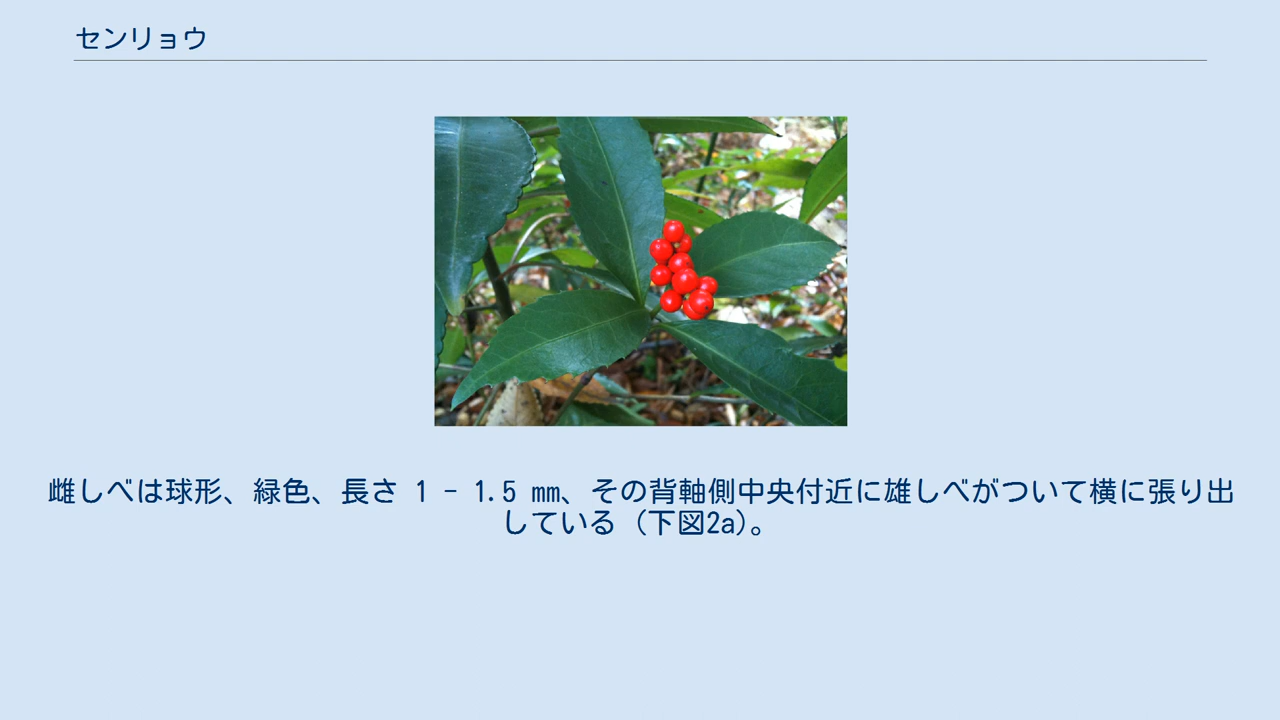 センリョウ
雌しべは球形、緑色、長さ 1 - 1.5 mm、その背軸側中央付近に雄しべがついて横に張り出
している (下図2a)。